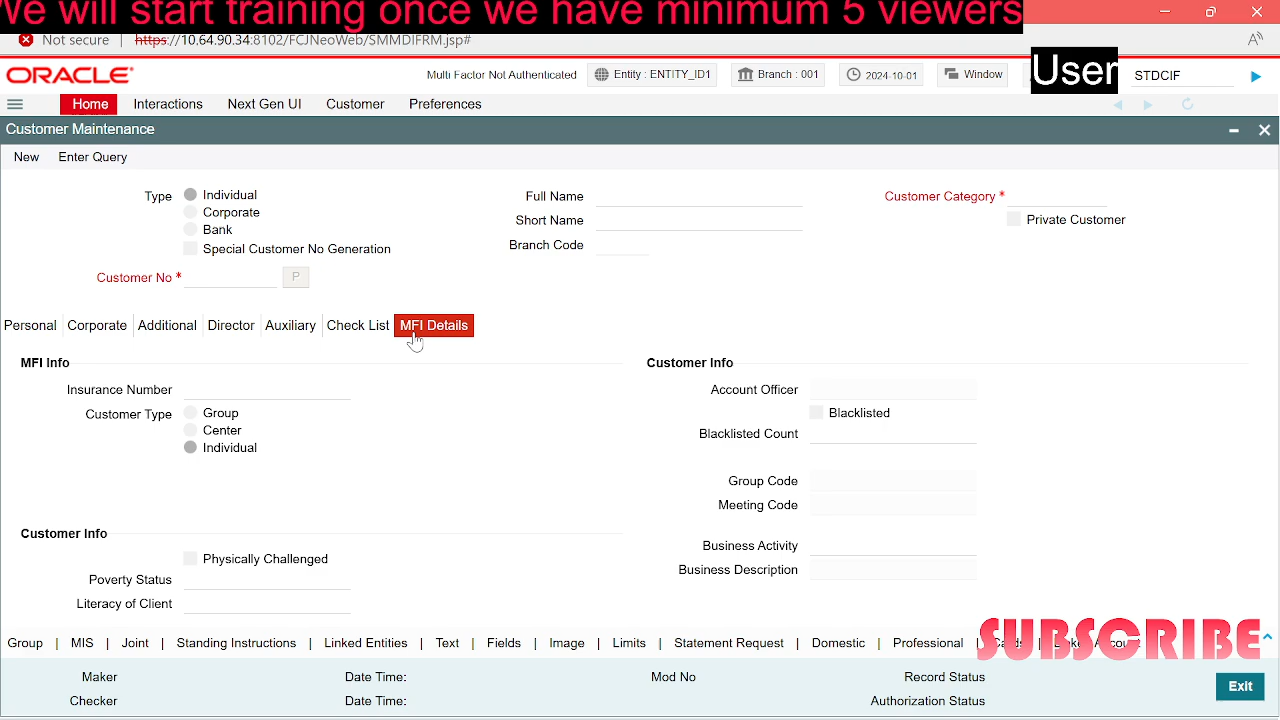 We will start training once we have minimum 5 viewers
Not secure | https://10.64.90.34:8102/FCJNeoWeb/SMMDIFRM.jsp#
ORACLE Multi Factor Not Authenticated Entity : ENTITY_ID1 Branch : 001 2024-10-01 Window User STDCIF
Home Interactions Next Gen UI Customer Preferences
Customer Maintenance
New Enter Query
Type Individual Full Name Customer Category *
Corporate Short Name Private Customer
Bank Branch Code
Special Customer No Generation
Customer No * P
Personal Corporate Additional Director Auxiliary Check List MFI Details
MFI Info Customer Info
Insurance Number Account Officer
Customer Type Group Blacklisted
Center Blacklisted Count
Individual
Group Code
Meeting Code
Customer Info
Physically Challenged Business Activity
Poverty Status Business Description
Literacy of Client
SUBSCRIBE
Group | MIS | Joint | Standing Instructions | Linked Entities | Text | Fields | Image | Limits | Statement Request | Domestic | Professional
Maker Date Time: Mod No Record Status
Checker Date Time: Authorization Status
Exit